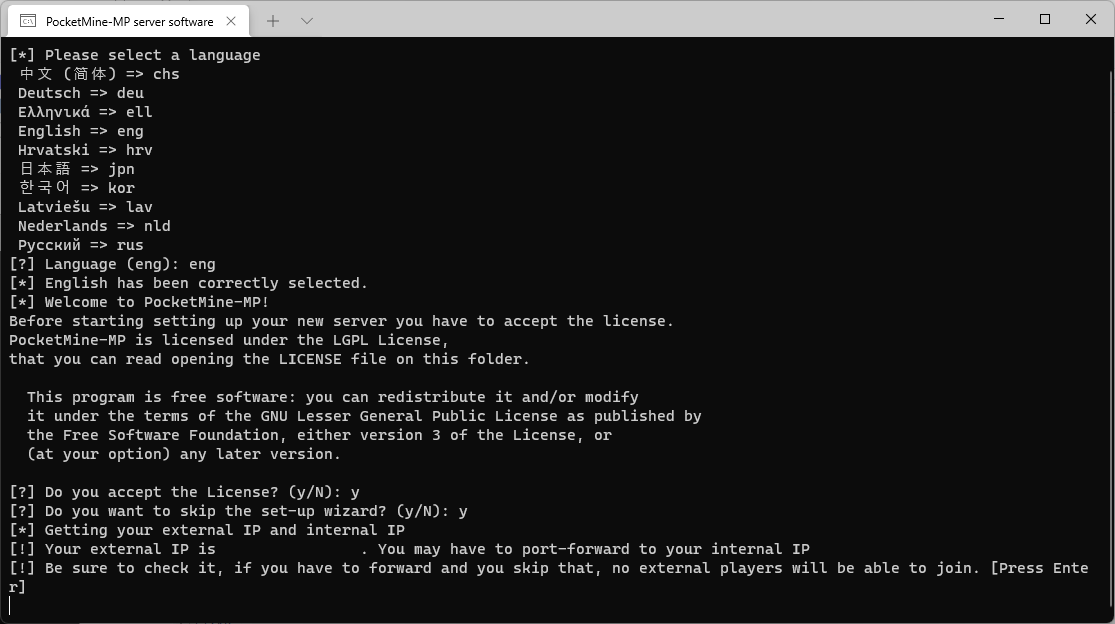 PocketMine-MP server software
[*] Please select a language
中文 (简体) => chs
Deutsch => deu
Ελληνικά => ell
English => eng
Hrvatski => hrv
日本語 => jpn
한국어 => kor
Latviešu => lav
Nederlands => nld
Русский => rus
[?] Language (eng): eng
[*] English has been correctly selected.
[*] Welcome to PocketMine-MP!
Before starting setting up your new server you have to accept the license.
PocketMine-MP is licensed under the LGPL License,
that you can read opening the LICENSE file on this folder.
This program is free software: you can redistribute it and/or modify
it under the terms of the GNU Lesser General Public License as published by
the Free Software Foundation, either version 3 of the License, or
(at your option) any later version.
[?] Do you accept the License? (y/N): y
[?] Do you want to skip the set-up wizard? (y/N): y
[*] Getting your external IP and internal IP
[!] Your external IP is . You may have to port-forward to your internal IP
[!] Be sure to check it, if you have to forward and you skip that, no external players will be able to join. [Press Ente
r]